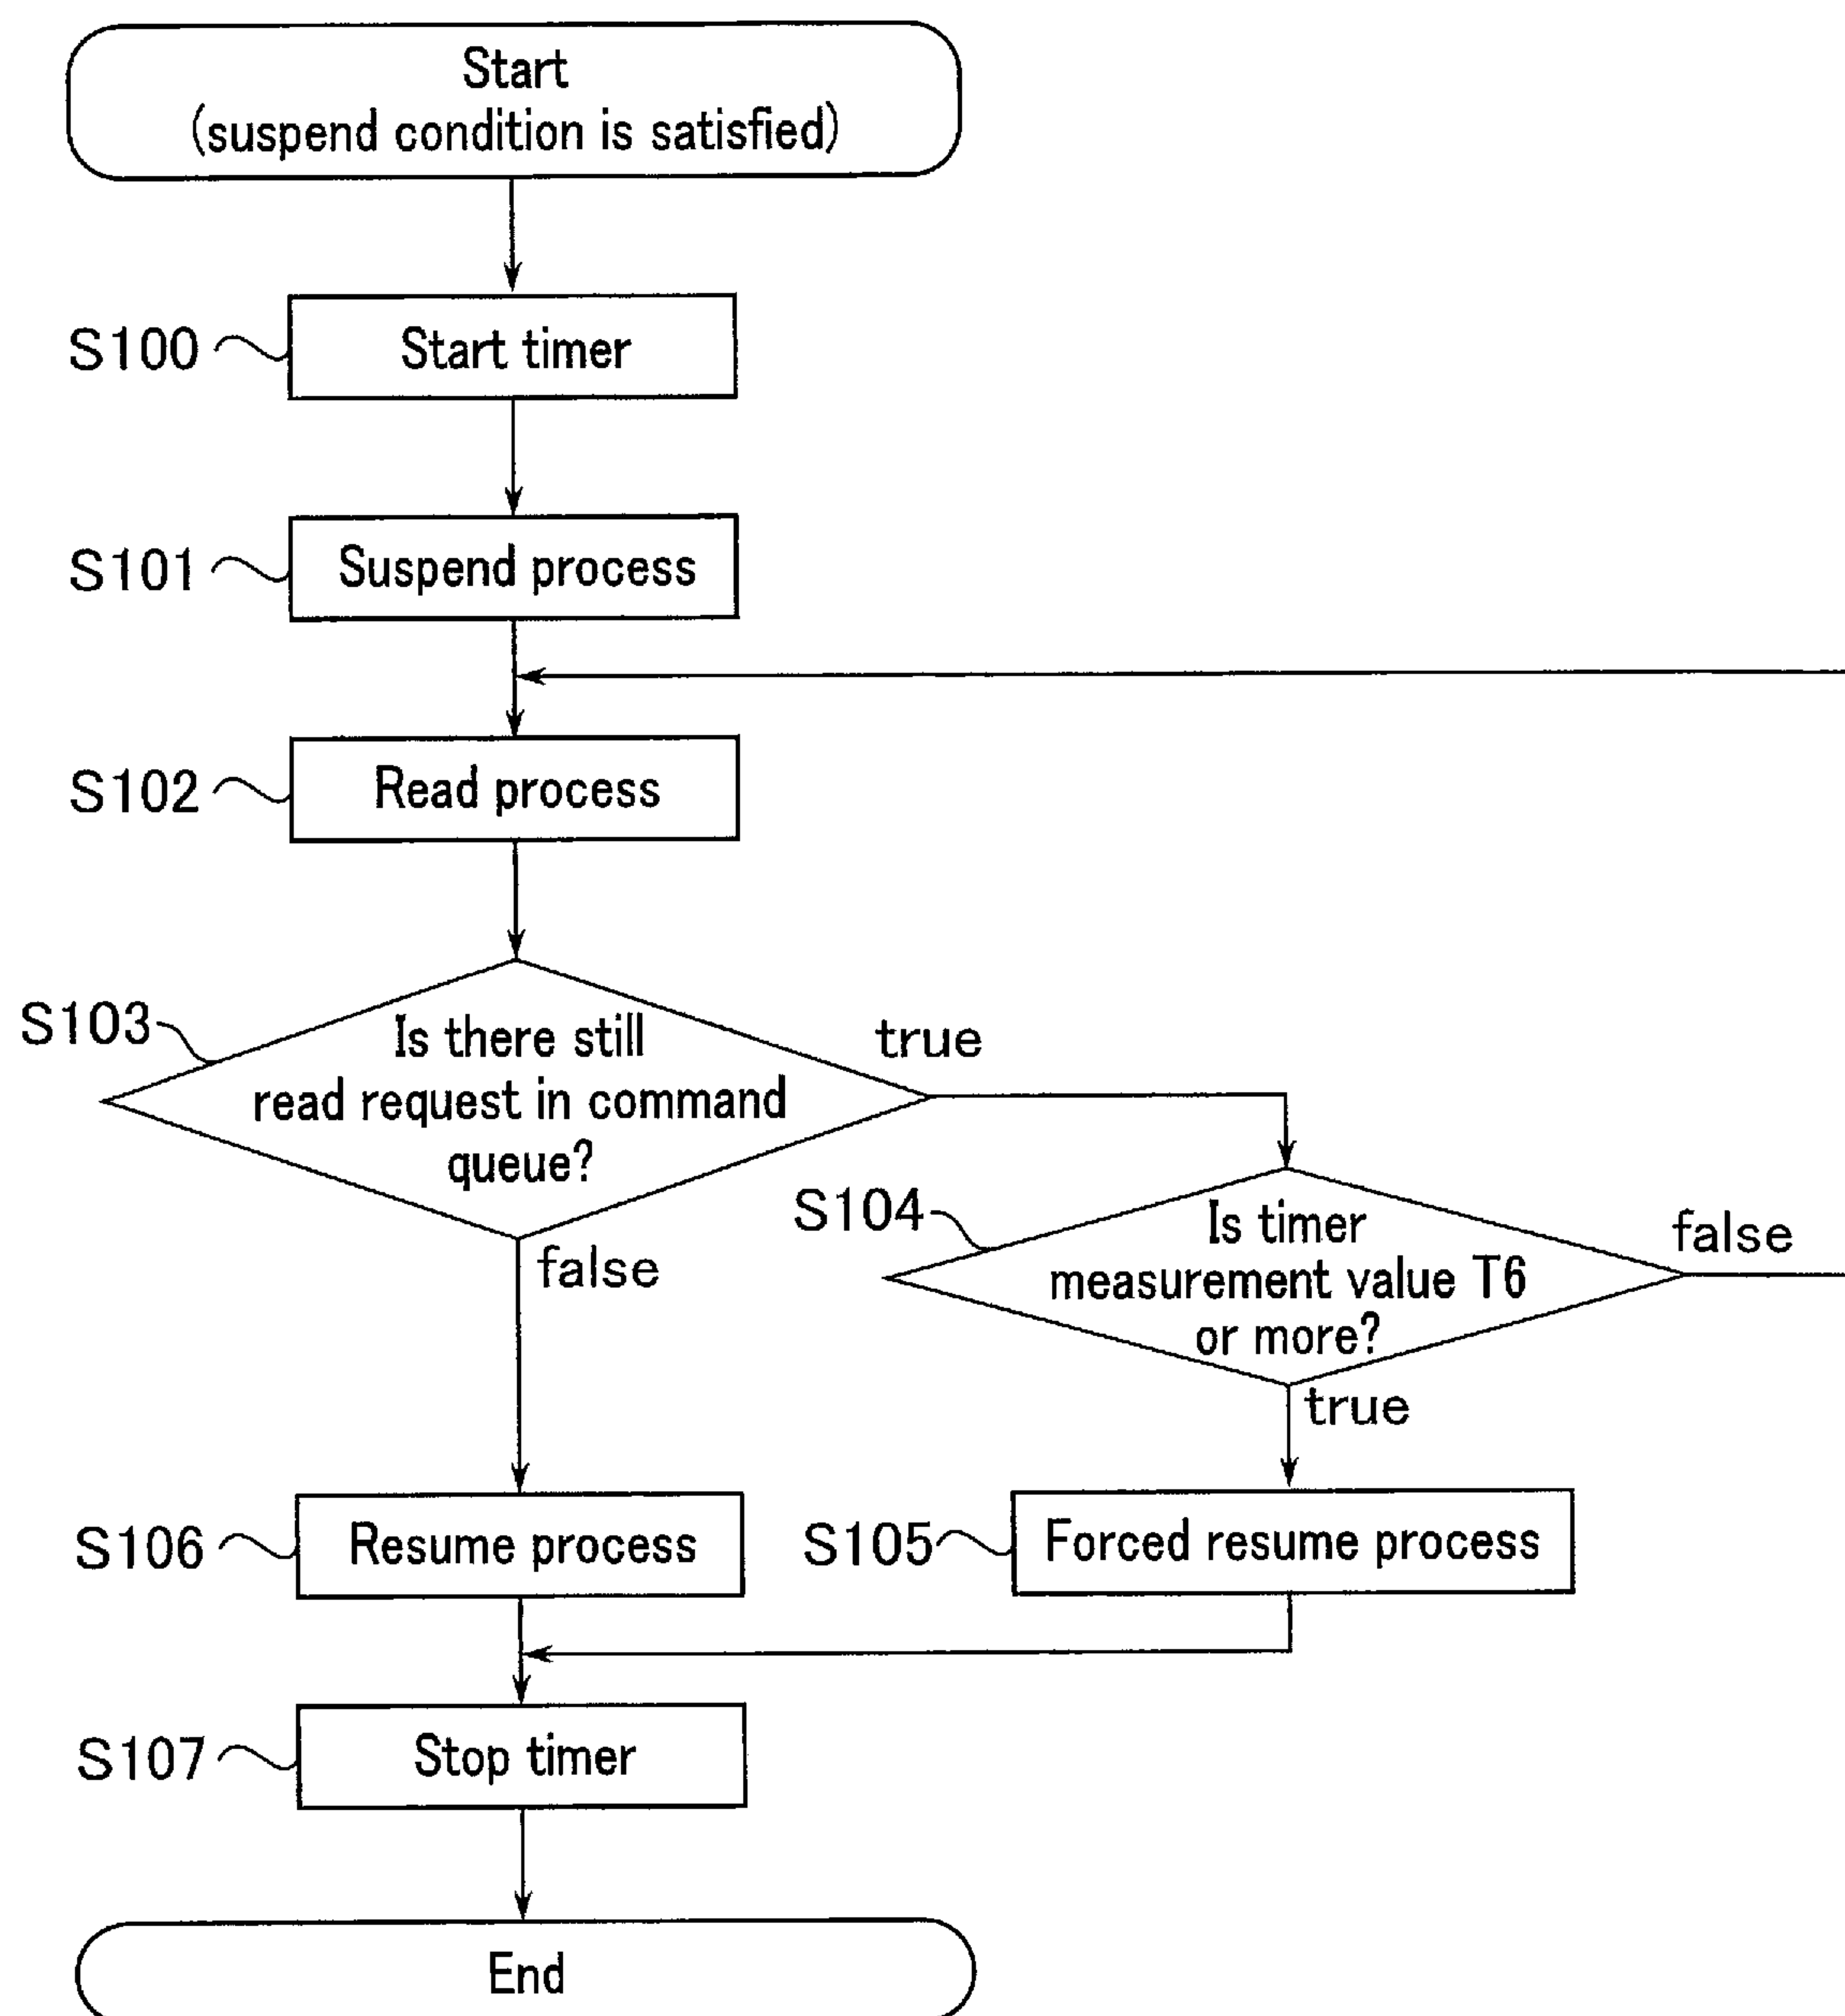 Start
(suspend condition is satisfied)
S100
Start timer
S101
Suspend process
S102
Read process
S103
Is there still
read request in command
queue?
true
false
S104
Is timer
measurement value T6
or more?
false
true
S106
Resume process
S105
Forced resume process
S107
Stop timer
End